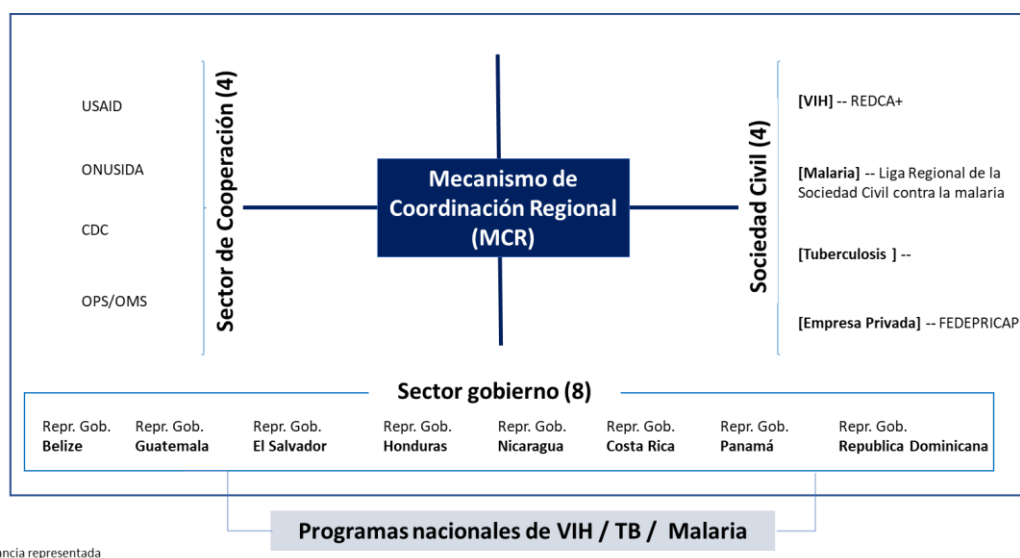 Sector de Cooperación (4)
USAID
ONUSIDA
CDC
OPS/OMS
Mecanismo de
Coordinación Regional
(MCR)
Sociedad Civil (4)
[VIH] -- REDCA+
[Malaria] -- Liga Regional de la
Sociedad Civil contra la malaria
[Tuberculosis ] --
[Empresa Privada] -- FEDEPRICAP
Sector gobierno (8)
Repr. Gob.
Belize
Repr. Gob.
Guatemala
Repr. Gob.
El Salvador
Repr. Gob.
Honduras
Repr. Gob.
Nicaragua
Repr. Gob.
Costa Rica
Repr. Gob.
Panamá
Repr. Gob.
Republica Dominicana
Programas nacionales de VIH / TB / Malaria
representada